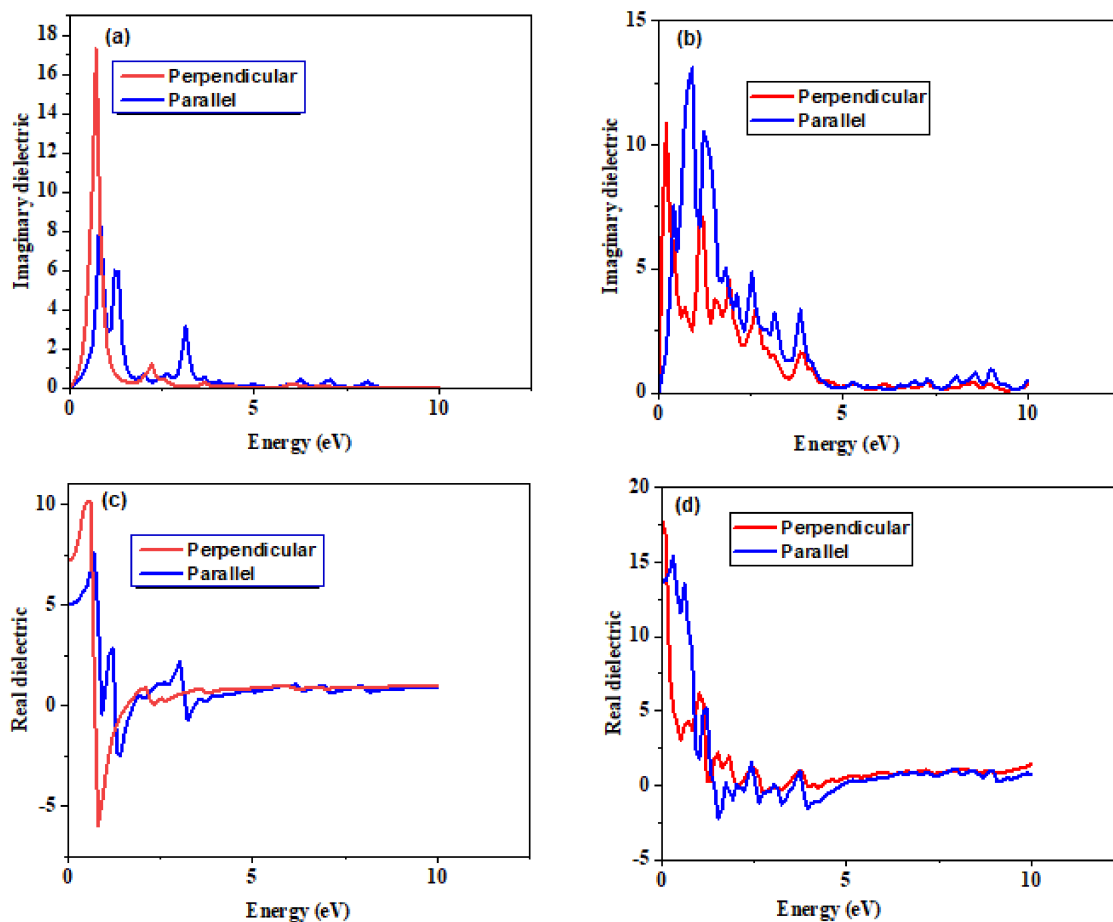 (a)
18
16
14
12
10
8
6
4
2
0
Imaginary dielectric
Perpendicular
Parallel
0
5
10
Energy (eV)
(b)
15
10
5
0
Imaginary dielectric
Perpendicular
Parallel
0
5
10
Energy (eV)
(c)
10
5
0
-5
Real dielectric
Perpendicular
Parallel
0
5
10
Energy (eV)
(d)
20
15
10
5
0
-5
Real dielectric
Perpendicular
Parallel
0
5
10
Energy (eV)